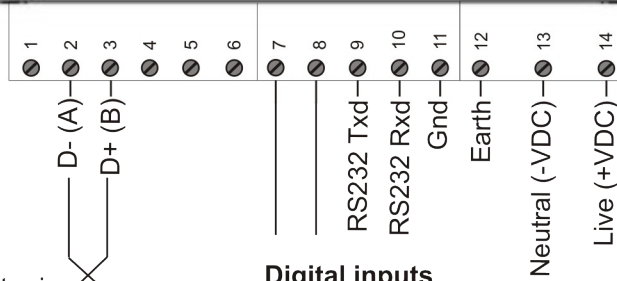 1 2 3 4 5 6 7 8 9 10 11 12 13 14
D- (A)
D+ (B)
RS232 Txd
RS232 Rxd
Gnd
Earth
Neutral (-VDC)
Live (+VDC)
Digital inputs